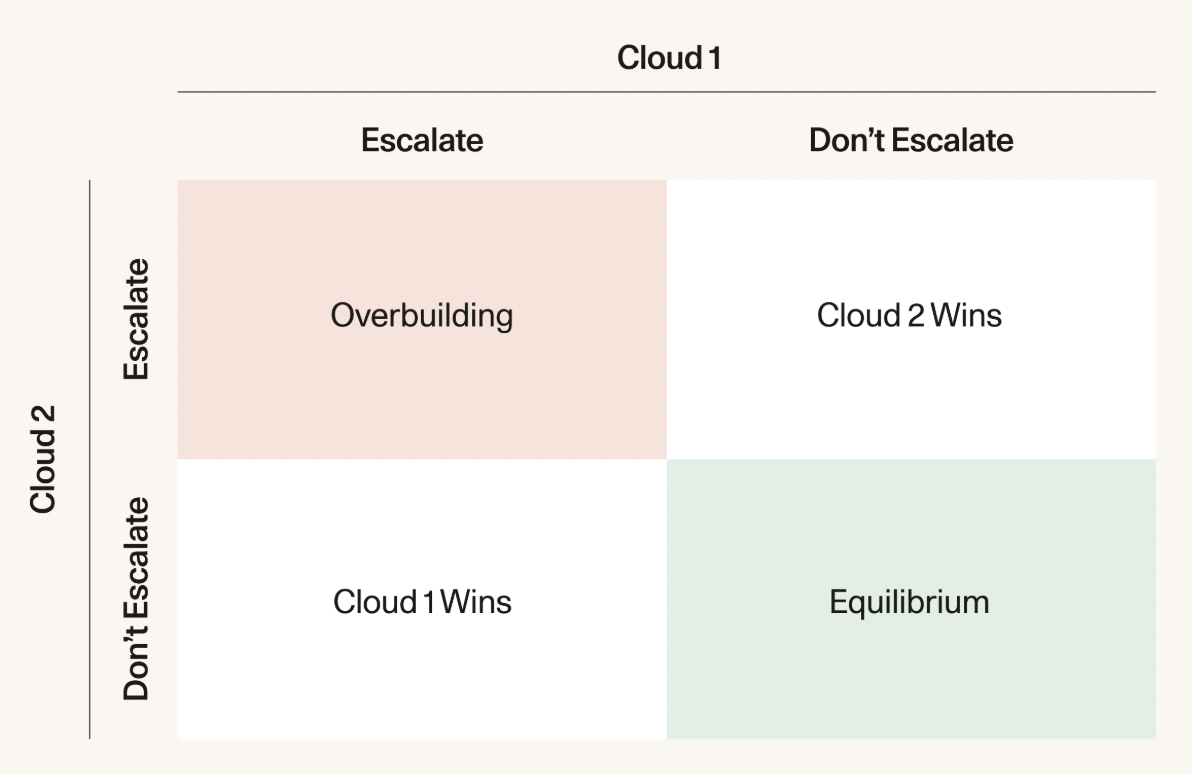 Cloud 1
Escalate
Don’t Escalate
Cloud 2
Escalate
Overbuilding
Cloud 2 Wins
Don’t Escalate
Cloud 1 Wins
Equilibrium